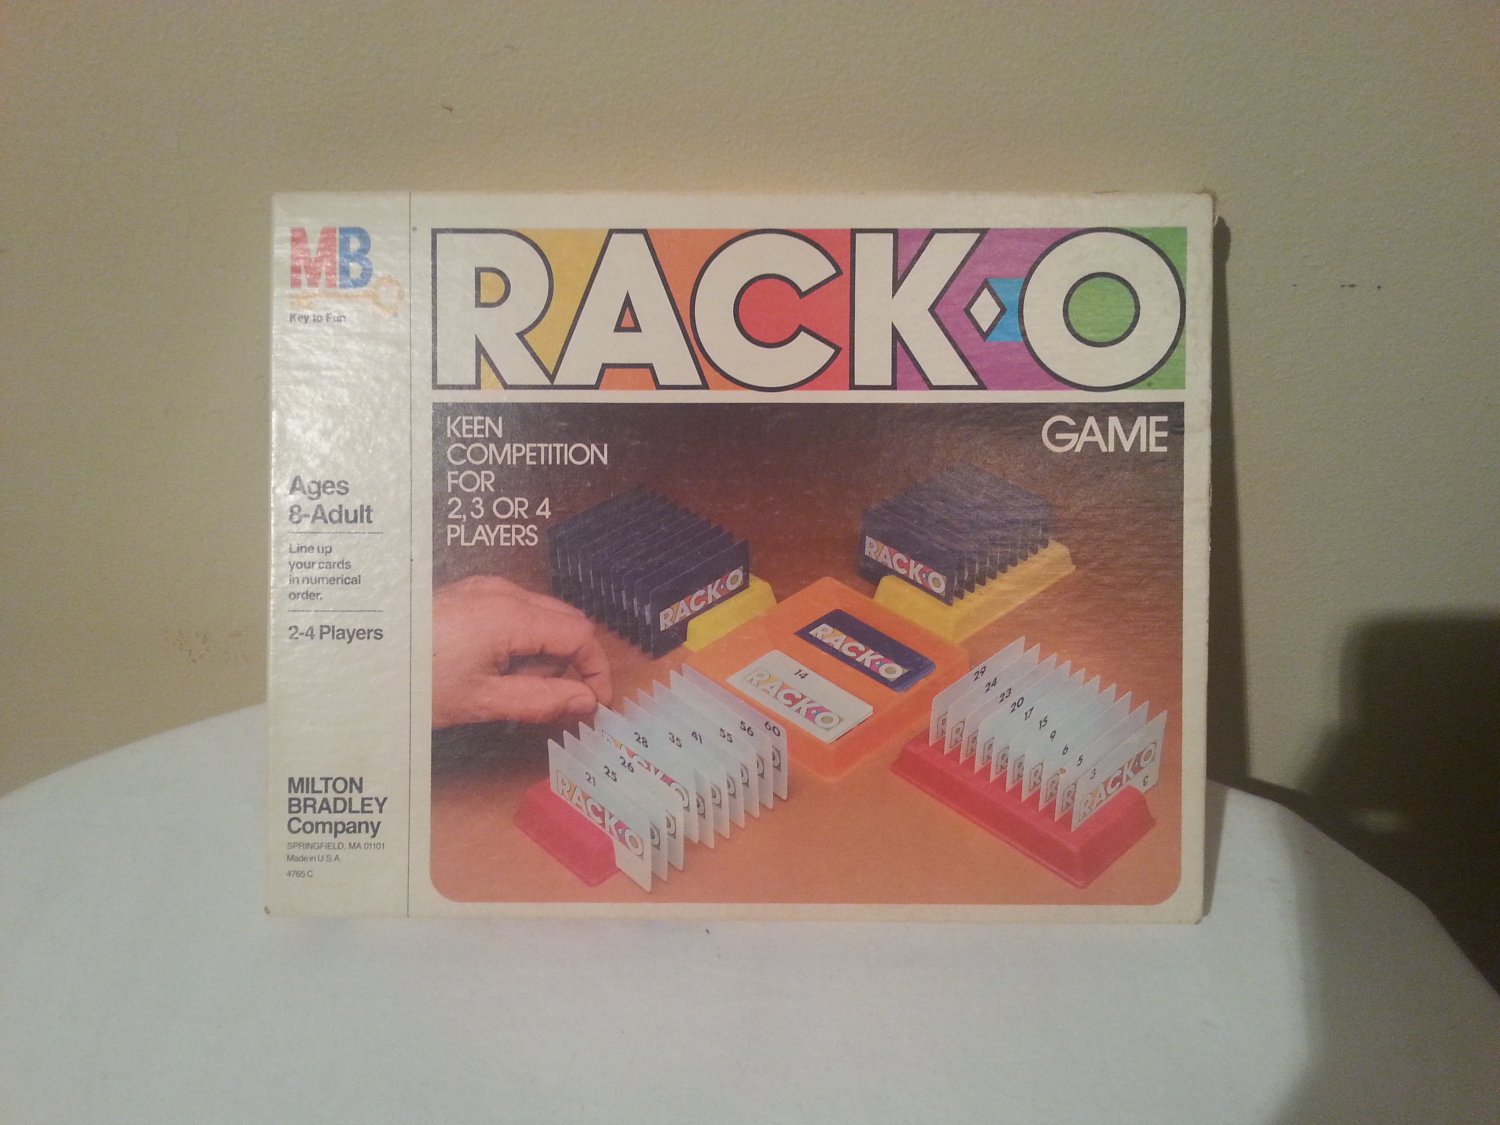 MB
Key to Fun
Ages
8-Adult
Line up
your cards
in numerical
order.
2-4 Players
MILTON
BRADLEY
Company
SPRINGFIELD, MA 01101
Made in U.S.A.
4765 C
RACK·O
GAME
KEEN
COMPETITION
FOR
2, 3 OR 4
PLAYERS
RACK·O
RACK·O
RACK·O
14
RACK·O
21
25
26
28
35
41
55
56
60
RACK·O
29
24
23
20
17
15
9
6
5
3
RACK·O